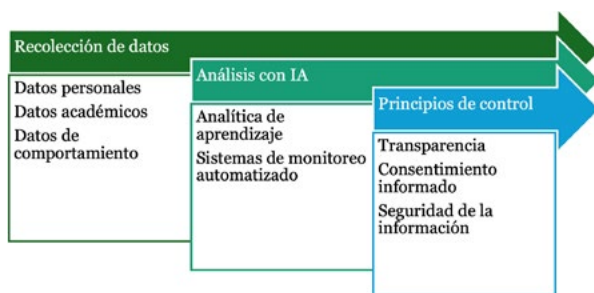 Recolección de datos
Datos personales
Datos académicos
Datos de
comportamiento
Análisis con IA
Analítica de
aprendizaje
Sistemas de monitoreo
automatizado
Principios de control
Transparencia
Consentimiento
informado
Seguridad de la
información